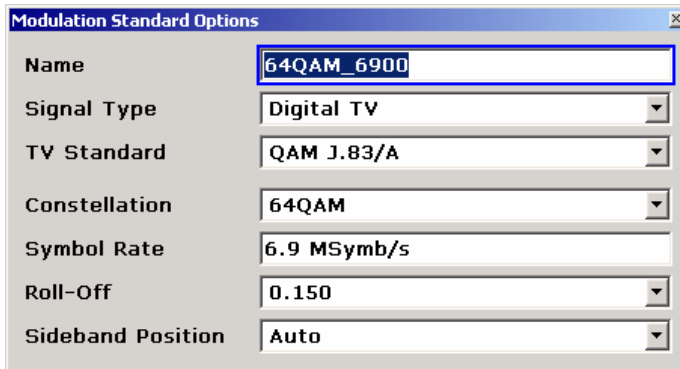 Modulation Standard Options
Name 64QAM_6900
Signal Type Digital TV
TV Standard QAM J.83/A
Constellation 64QAM
Symbol Rate 6.9 MSymb/s
Roll-Off 0.150
Sideband Position Auto